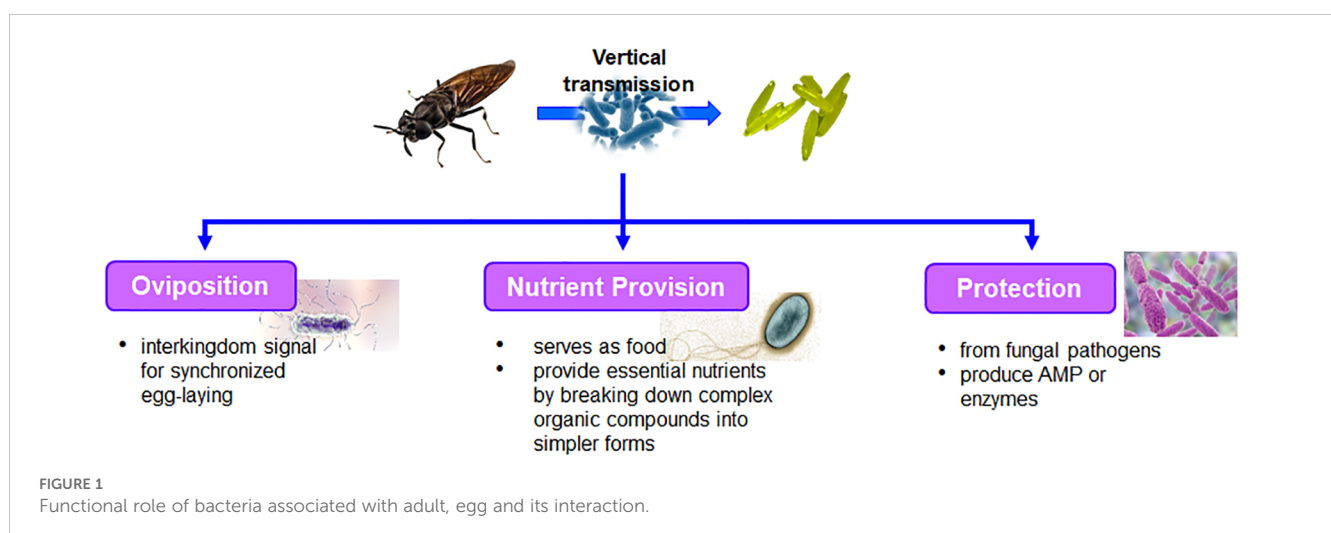 Vertical
transmission
Oviposition
• interkingdom signal
for synchronized
egg-laying
Nutrient Provision
• serves as food
• provide essential nutrients
by breaking down complex
organic compounds into
simpler forms
Protection
• from fungal pathogens
• produce AMP or
enzymes
FIGURE 1
Functional role of bacteria associated with adult, egg and its interaction.